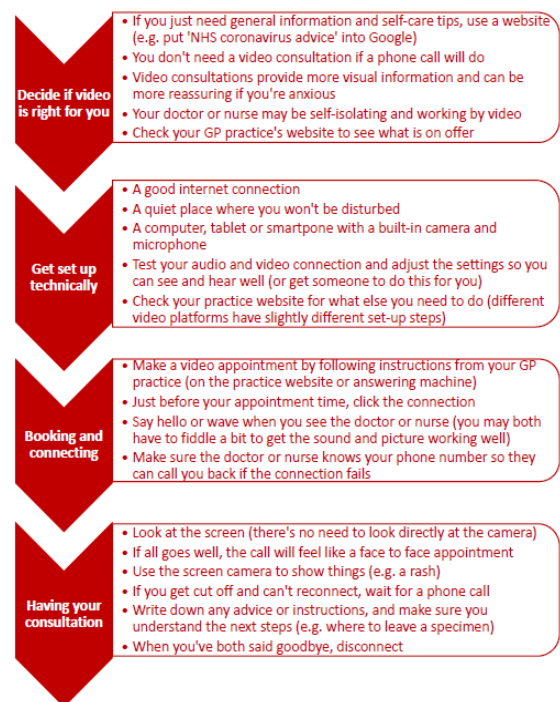 Decide if video
is right for you
• If you just need general information and self-care tips, use a website
(e.g. put 'NHS coronavirus advice' into Google)
• You don't need a video consultation if a phone call will do
• Video consultations provide more visual information and can be
more reassuring if you're anxious
• Your doctor or nurse may be self-isolating and working by video
• Check your GP practice's website to see what is on offer
Get set up
technically
• A good internet connection
• A quiet place where you won't be disturbed
• A computer, tablet or smartpone with a built-in camera and
microphone
• Test your audio and video connection and adjust the settings so you
can see and hear well (or get someone to do this for you)
• Check your practice website for what else you need to do (different
video platforms have slightly different set-up steps)
Booking and
connecting
• Make a video appointment by following instructions from your GP
practice (on the practice website or answering machine)
• Just before your appointment time, click the connection
• Say hello or wave when you see the doctor or nurse (you may both
have to fiddle a bit to get the sound and picture working well)
• Make sure the doctor or nurse knows your phone number so they
can call you back if the connection fails
Having your
consultation
• Look at the screen (there's no need to look directly at the camera)
• If all goes well, the call will feel like a face to face appointment
• Use the screen camera to show things (e.g. a rash)
• If you get cut off and can't reconnect, wait for a phone call
• Write down any advice or instructions, and make sure you
understand the next steps (e.g. where to leave a specimen)
• When you've both said goodbye, disconnect